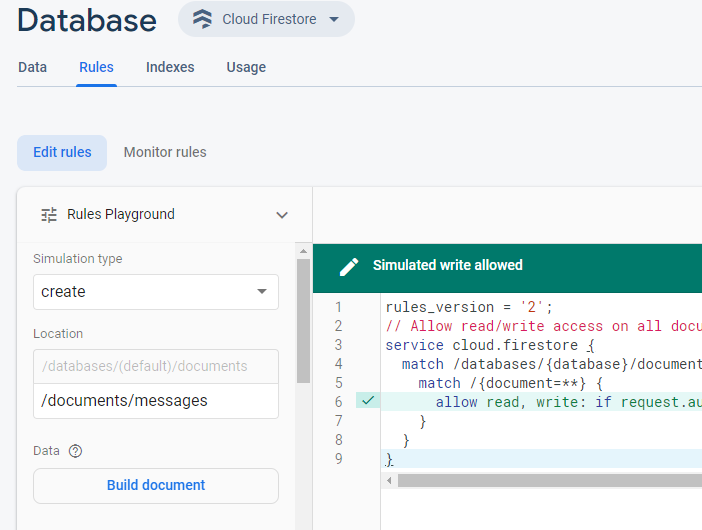 Database
Cloud Firestore
Data Rules Indexes Usage
Edit rules Monitor rules
Rules Playground
Simulation type
create
Location
/databases/(default)/documents
/documents/messages
Data
Build document
Simulated write allowed
1 rules_version = '2';
2 // Allow read/write access on all docu
3 service cloud.firestore {
4 match /databases/{database}/document
5 match /{document=**} {
6 allow read, write: if request.au
7 }
8 }
9 }